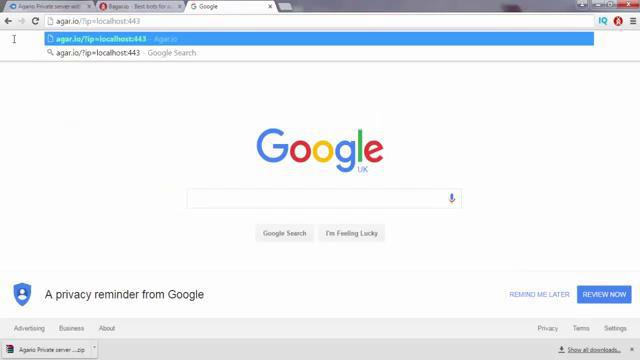 Agario Private server wit
Bagar.io - Best bots for a
Google
agar.io/?ip=localhost:443
IQ
agar.io/?ip=localhost:443 - Agar.io
agar.io/?ip=localhost:443 - Google Search
Google
UK
Google Search
I'm Feeling Lucky
A privacy reminder from Google
REMIND ME LATER
REVIEW NOW
Advertising
Business
About
Privacy
Terms
Settings
Agario Private server ....zip
Show all downloads...